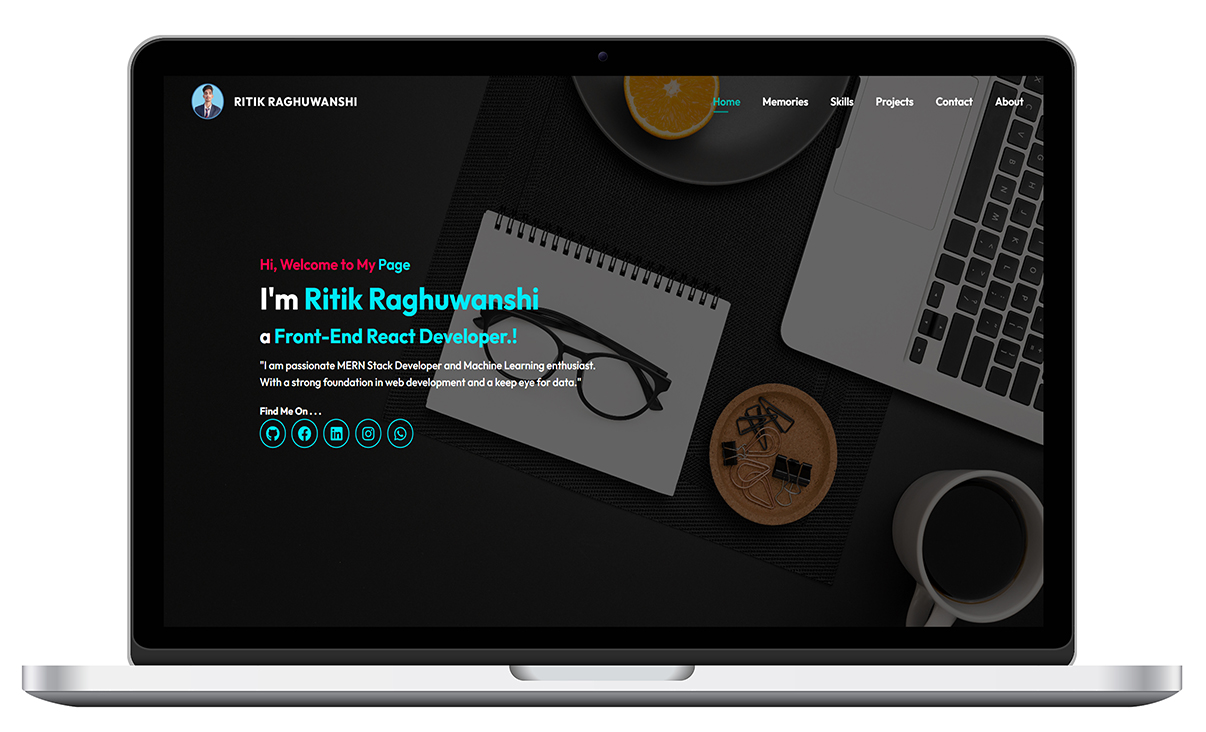 RITIK RAGHUWANSHI
Home Memories Skills Projects Contact About
Hi, Welcome to My Page
I'm Ritik Raghuwanshi
a Front-End React Developer.!
"I am passionate MERN Stack Developer and Machine Learning enthusiast.
With a strong foundation in web development and a keep eye for data."
Find Me On . . .